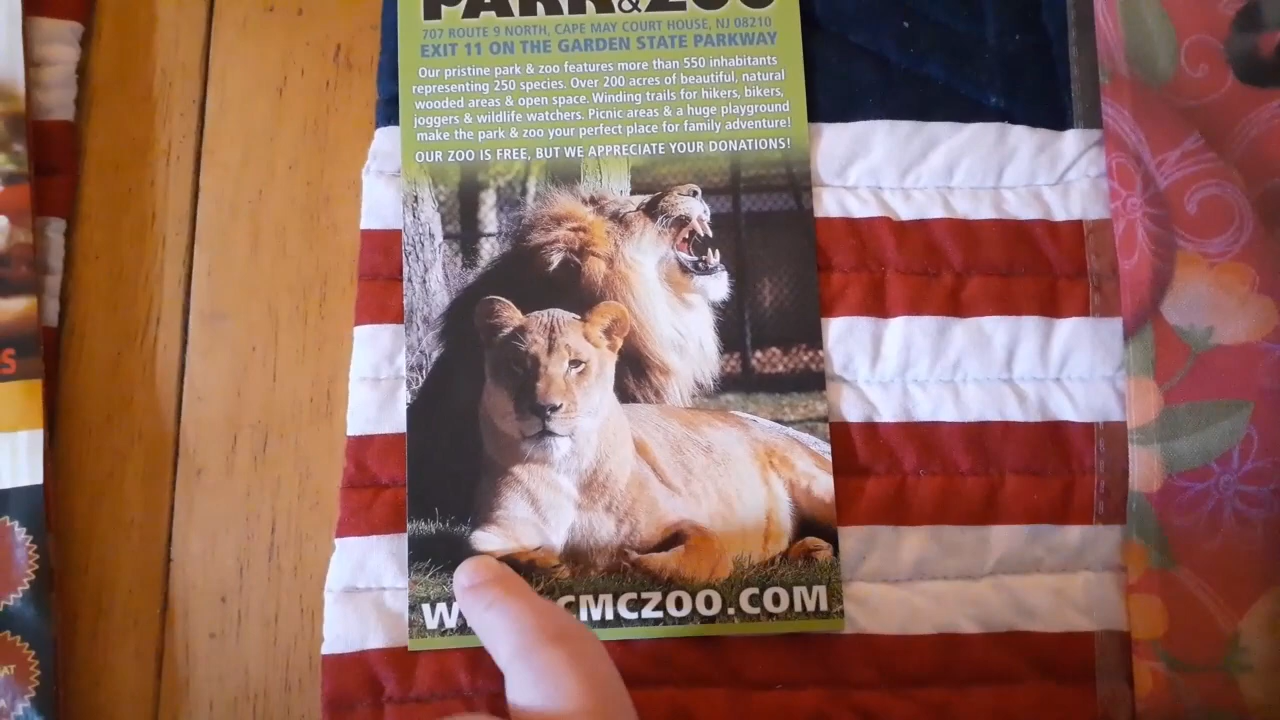 PARK & ZOO
707 ROUTE 9 NORTH, CAPE MAY COURT HOUSE, NJ 08210
EXIT 11 ON THE GARDEN STATE PARKWAY
Our pristine park & zoo features more than 550 inhabitants
representing 250 species. Over 200 acres of beautiful, natural
wooded areas & open space. Winding trails for hikers, bikers,
joggers & wildlife watchers. Picnic areas & a huge playground
make the park & zoo your perfect place for family adventure!
OUR ZOO IS FREE, BUT WE APPRECIATE YOUR DONATIONS!
CMCZOO.COM